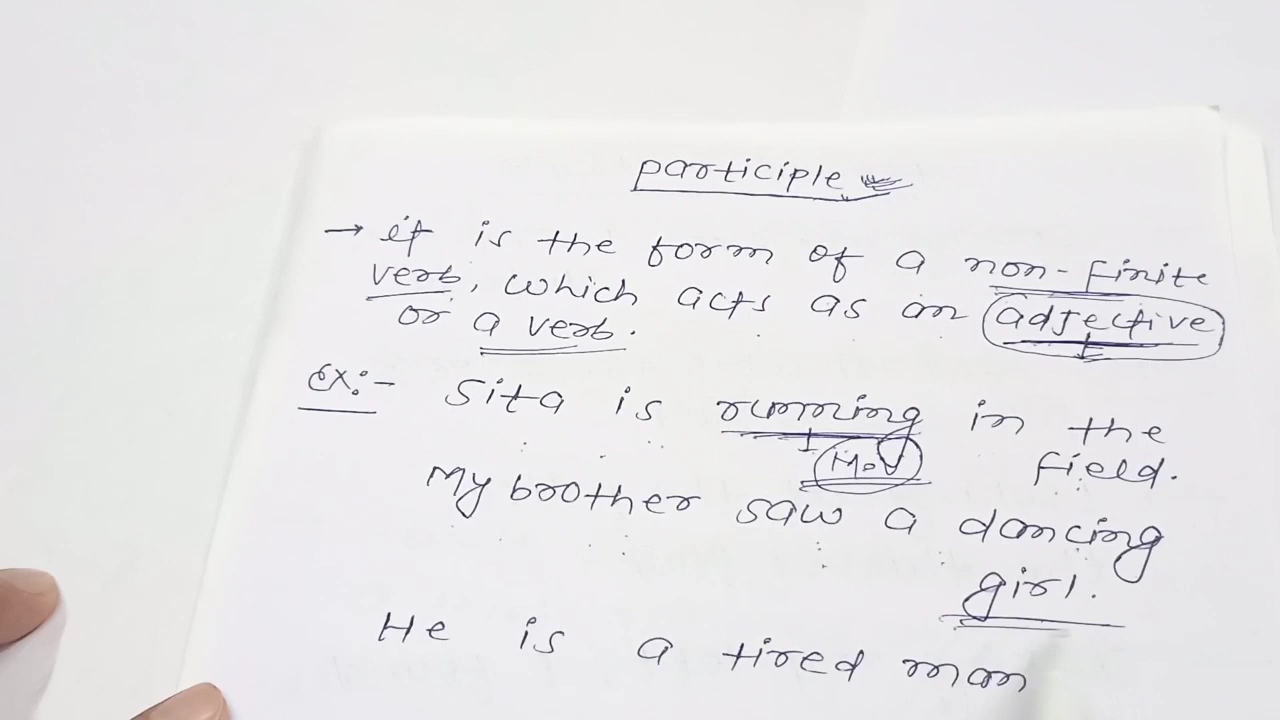 participle
→ it is the form of a non-finite
verb, which acts as an adjective
or a verb.
ex:- Sita is running in the
field.
M.V
My brother saw a dancing
girl.
He is a tired man